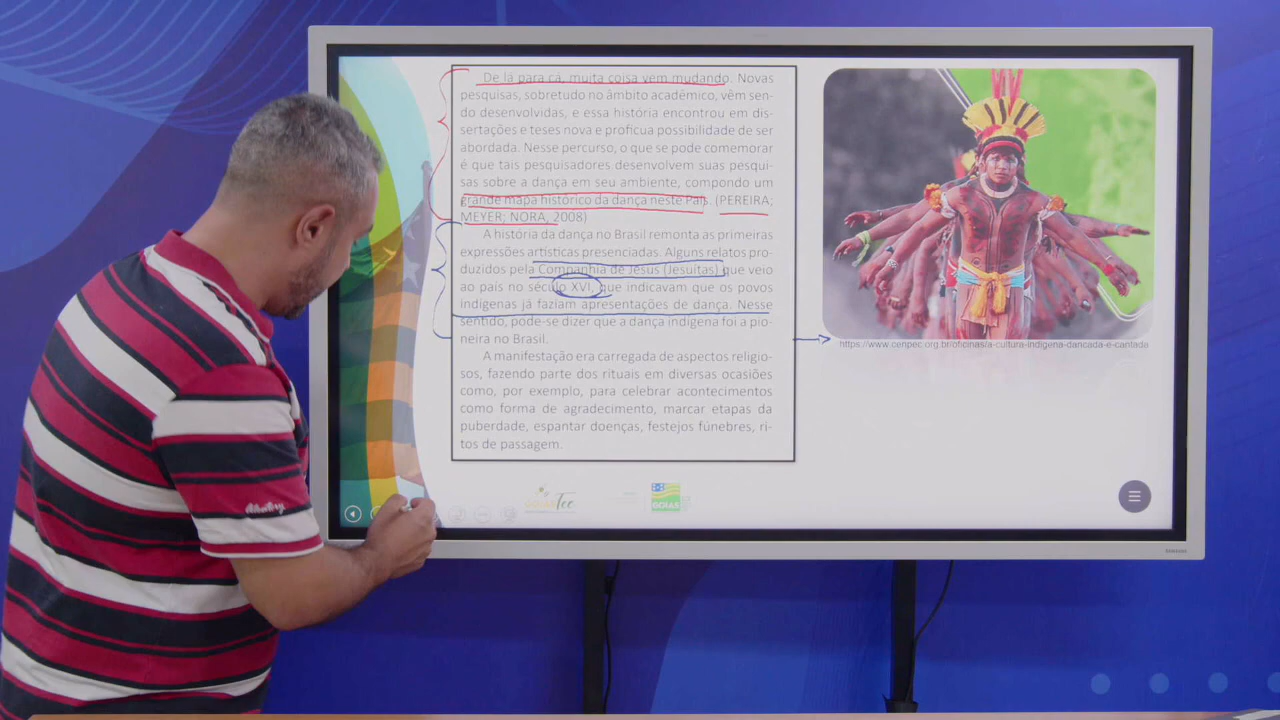 De lá para cá, muita coisa vem mudando. Novas
pesquisas, sobretudo no âmbito acadêmico, vêm sen-
do desenvolvidas, e essa história encontrou em dis-
sertações e teses nova e profícua possibilidade de ser
abordada. Nesse percurso, o que se pode comemorar
é que tais pesquisadores desenvolvem suas pesqui-
sas sobre a dança em seu ambiente, compondo um
grande mapa histórico da dança neste País. (PEREIRA;
MEYER; NORA, 2008)
A história da dança no Brasil remonta as primeiras
expressões artísticas presenciadas. Alguns relatos pro-
duzidos pela Companhia de Jesus (Jesuítas) que veio
ao país no século XVI, que indicavam que os povos
indígenas já faziam apresentações de dança. Nesse
sentido, pode-se dizer que a dança indígena foi a pio-
neira no Brasil.
A manifestação era carregada de aspectos religio-
sos, fazendo parte dos rituais em diversas ocasiões
como, por exemplo, para celebrar acontecimentos
como forma de agradecimento, marcar etapas da
puberdade, espantar doenças, festejos fúnebres, ri-
tos de passagem.
https://www.cenpec.org.br/oficinas/a-cultura-indigena-dancada-e-cantada
GOIÁS